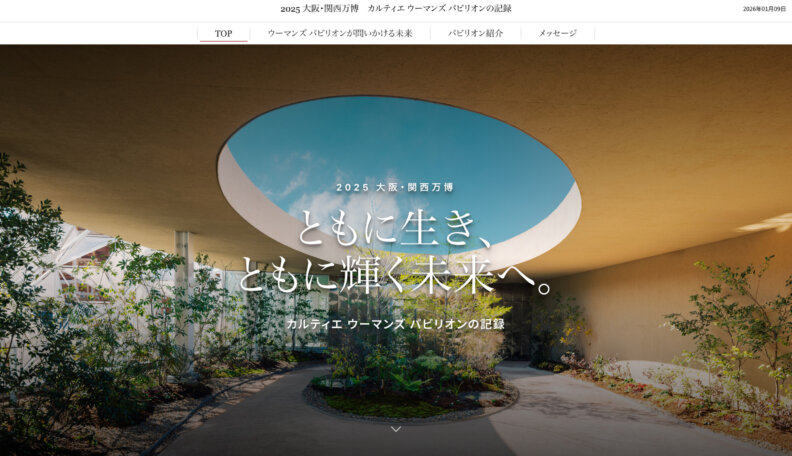 2025 大阪・関西万博　カルティエ ウーマンズ パビリオンの記録
2026年01月09日
TOP
ウーマンズ パビリオンが問いかける未来
パビリオン紹介
メッセージ
2025 大阪・関西万博
ともに生き、
ともに輝く未来へ。
カルティエ ウーマンズ パビリオンの記録